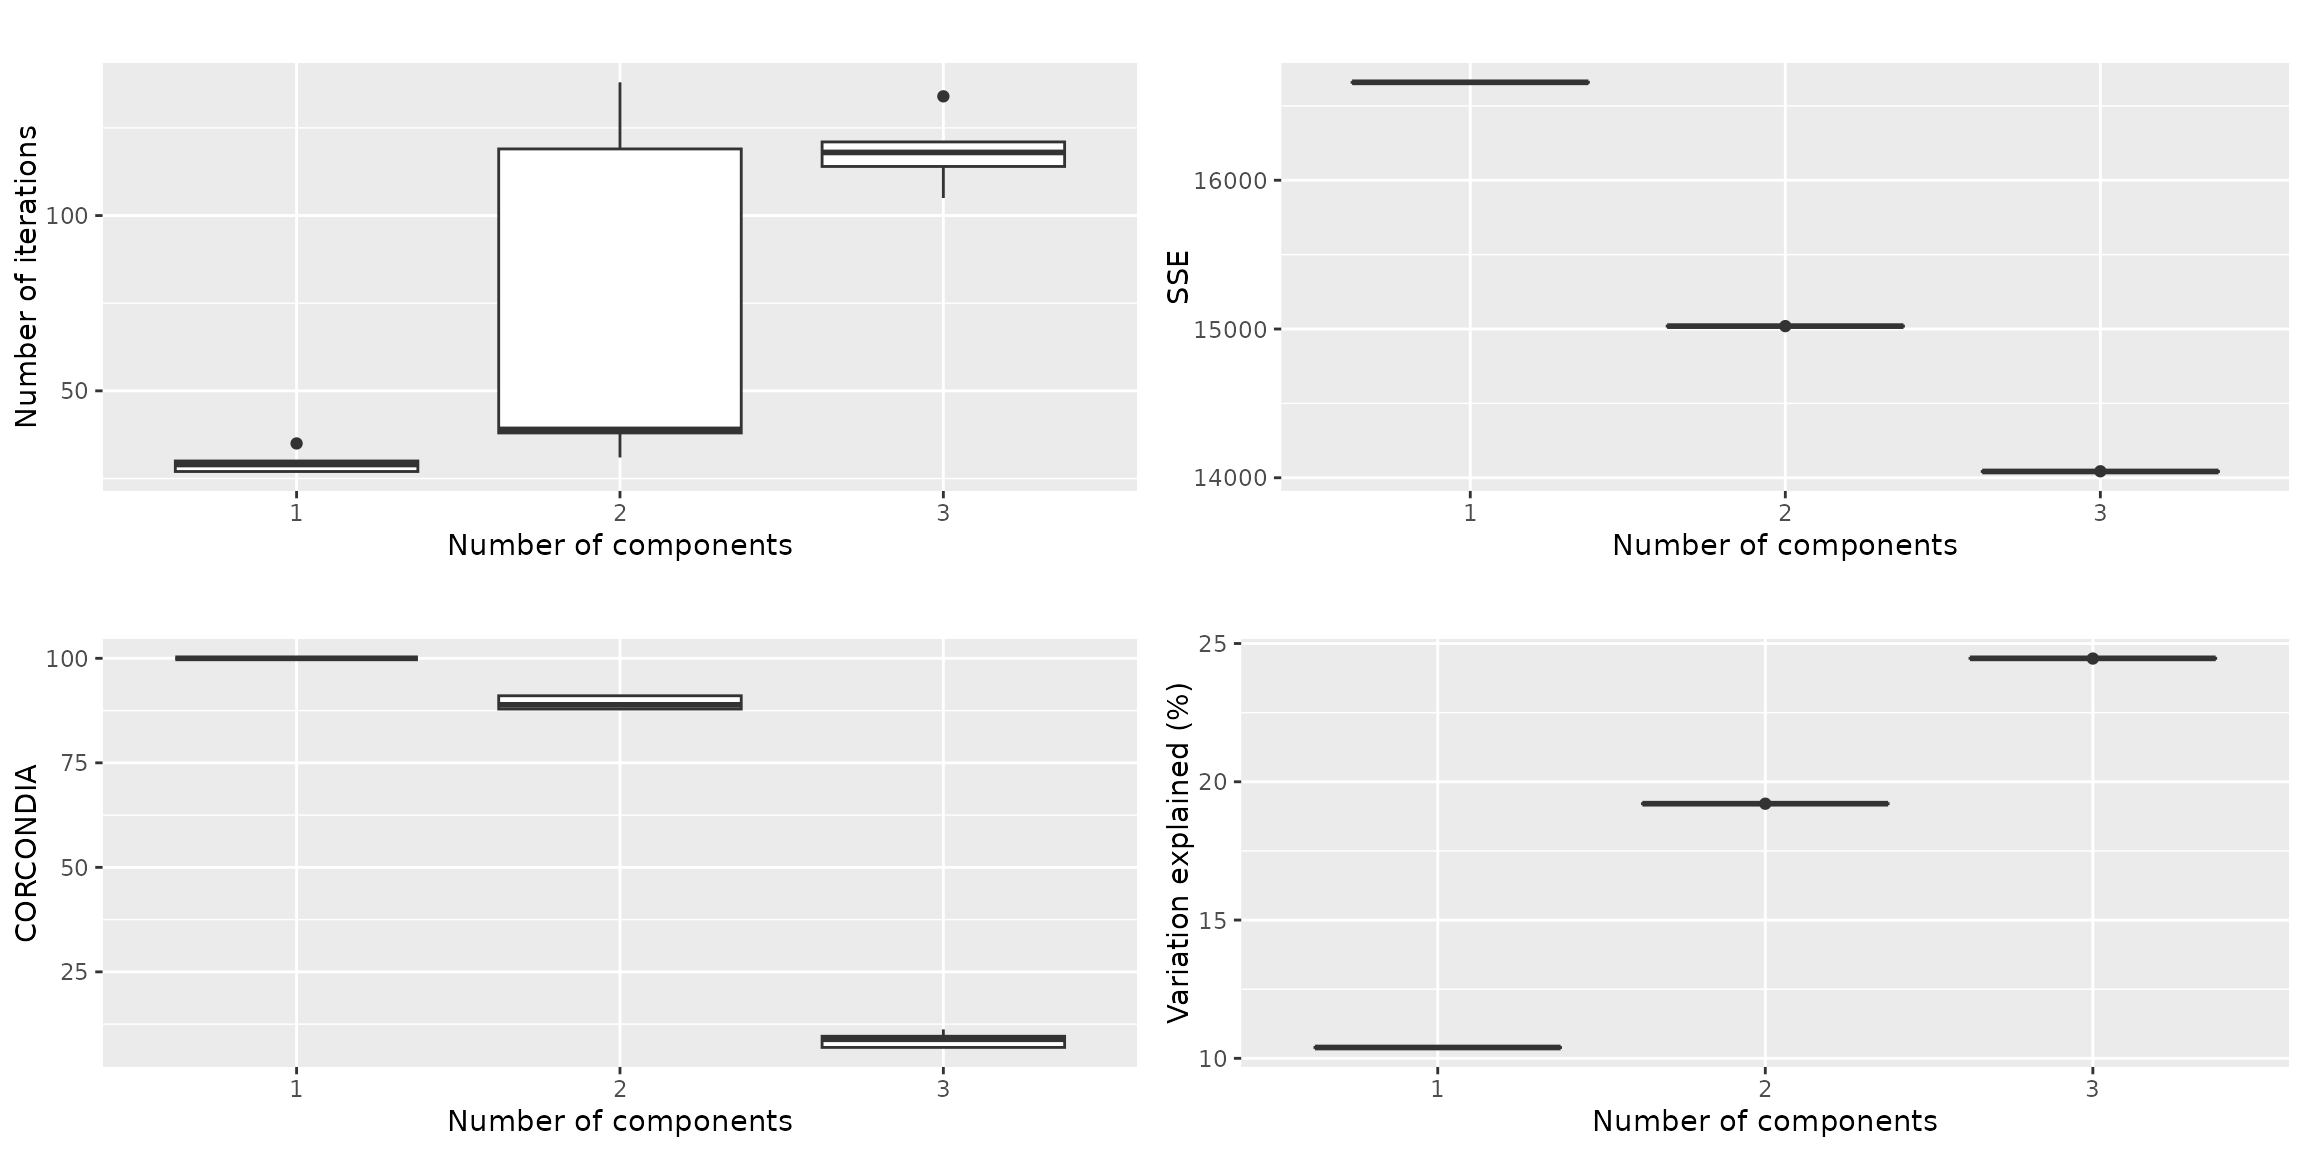 Number of iterations
100
50
1 2 3
Number of components
SSE
16000
15000
14000
1 2 3
Number of components
CORCONDIA
100
75
50
25
1 2 3
Number of components
Variation explained (%)
25
20
15
10
1 2 3
Number of components